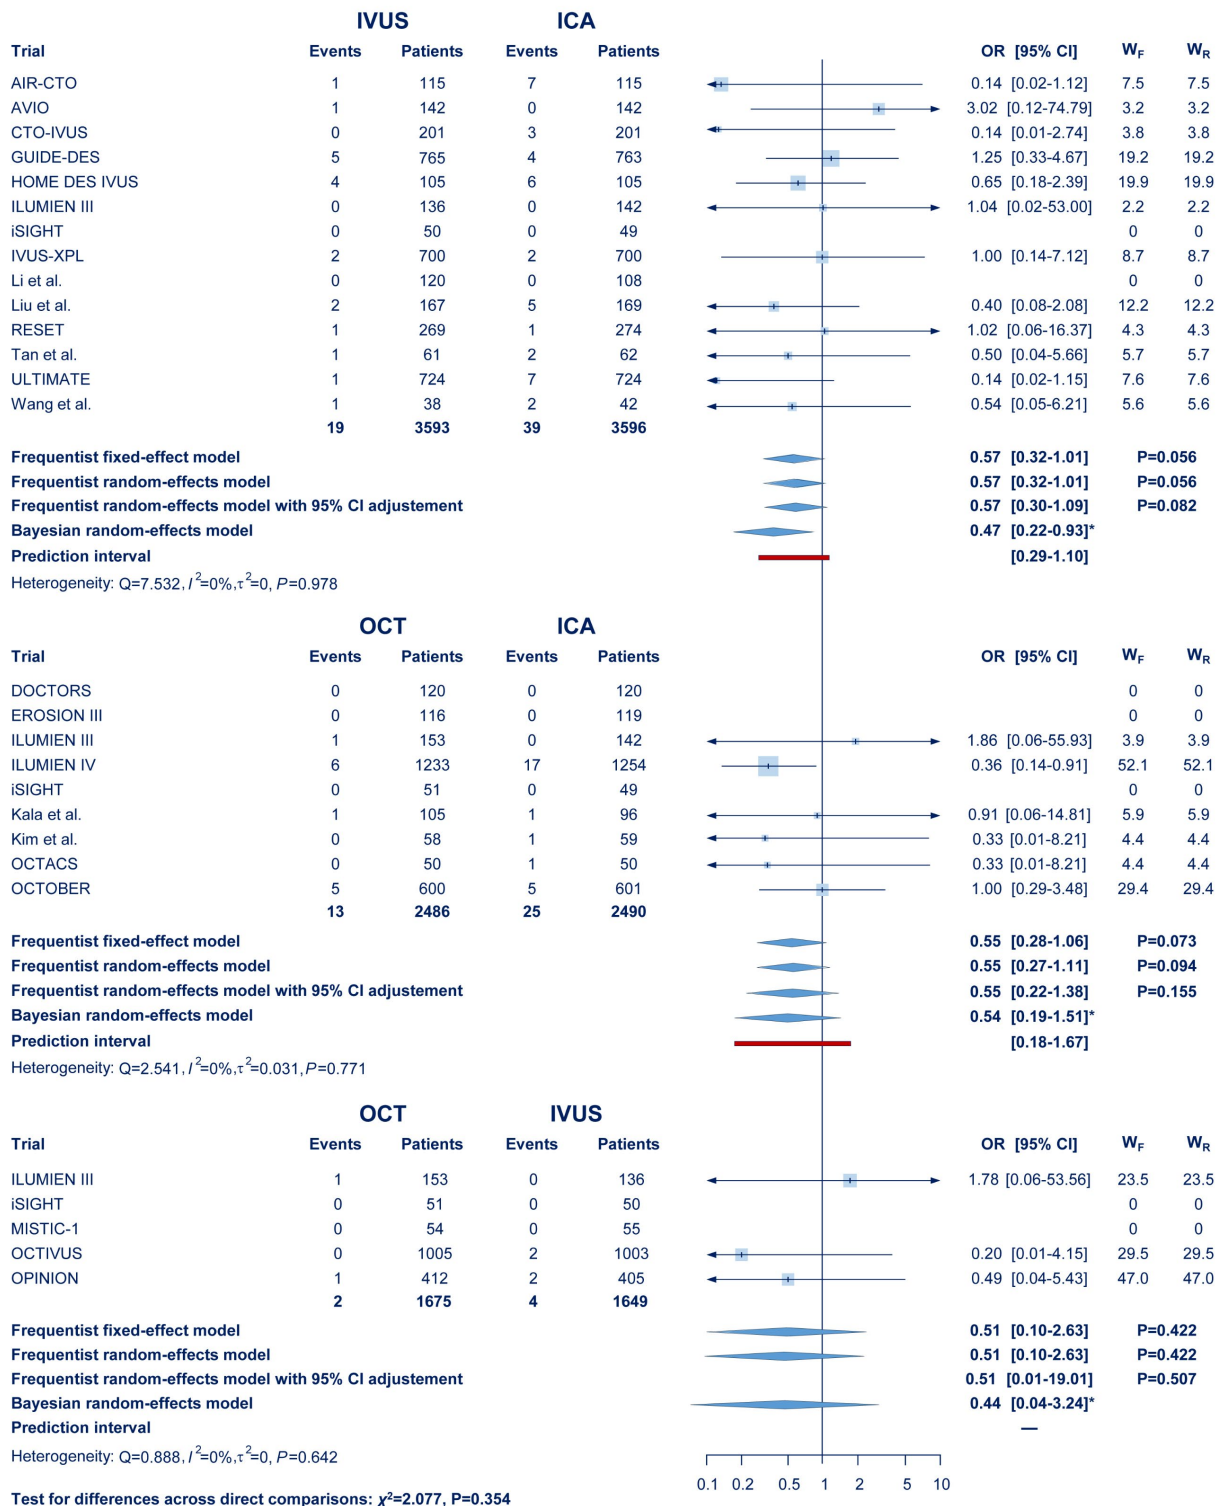 IVUS ICA
Trial Events Patients Events Patients OR [95% CI] W_F W_R
AIR-CTO 1 115 7 115 0.14 [0.02-1.12] 7.5 7.5
AVIO 1 142 0 142 3.02 [0.12-74.79] 3.2 3.2
CTO-IVUS 0 201 3 201 0.14 [0.01-2.74] 3.8 3.8
GUIDE-DES 5 765 4 763 1.25 [0.33-4.67] 19.2 19.2
HOME DES IVUS 4 105 6 105 0.65 [0.18-2.39] 19.9 19.9
ILUMIEN III 0 136 0 142 1.04 [0.02-53.00] 2.2 2.2
iSIGHT 0 50 0 49 0 0
IVUS-XPL 2 700 2 700 1.00 [0.14-7.12] 8.7 8.7
Li et al. 0 120 0 108 0 0
Liu et al. 2 167 5 169 0.40 [0.08-2.08] 12.2 12.2
RESET 1 269 1 274 1.02 [0.06-16.37] 4.3 4.3
Tan et al. 1 61 2 62 0.50 [0.04-5.66] 5.7 5.7
ULTIMATE 1 724 7 724 0.14 [0.02-1.15] 7.6 7.6
Wang et al. 1 38 2 42 0.54 [0.05-6.21] 5.6 5.6
19 3593 39 3596
Frequentist fixed-effect model 0.57 [0.32-1.01] P=0.056
Frequentist random-effects model 0.57 [0.32-1.01] P=0.056
Frequentist random-effects model with 95% CI adjustement 0.57 [0.30-1.09] P=0.082
Bayesian random-effects model 0.47 [0.22-0.93]*
Prediction interval [0.29-1.10]
Heterogeneity: Q=7.532, I²=0%,τ²=0, P=0.978
OCT ICA
Trial Events Patients Events Patients OR [95% CI] W_F W_R
DOCTORS 0 120 0 120 0 0
EROSION III 0 116 0 119 0 0
ILUMIEN III 1 153 0 142 1.86 [0.06-55.93] 3.9 3.9
ILUMIEN IV 6 1233 17 1254 0.36 [0.14-0.91] 52.1 52.1
iSIGHT 0 51 0 49 0 0
Kala et al. 1 105 1 96 0.91 [0.06-14.81] 5.9 5.9
Kim et al. 0 58 1 59 0.33 [0.01-8.21] 4.4 4.4
OCTACS 0 50 1 50 0.33 [0.01-8.21] 4.4 4.4
OCTOBER 5 600 5 601 1.00 [0.29-3.48] 29.4 29.4
13 2486 25 2490
Frequentist fixed-effect model 0.55 [0.28-1.06] P=0.073
Frequentist random-effects model 0.55 [0.27-1.11] P=0.094
Frequentist random-effects model with 95% CI adjustement 0.55 [0.22-1.38] P=0.155
Bayesian random-effects model 0.54 [0.19-1.51]*
Prediction interval [0.18-1.67]
Heterogeneity: Q=2.541, I²=0%,τ²=0.031, P=0.771
OCT IVUS
Trial Events Patients Events Patients OR [95% CI] W_F W_R
ILUMIEN III 1 153 0 136 1.78 [0.06-53.56] 23.5 23.5
iSIGHT 0 51 0 50 0 0
MISTIC-1 0 54 0 55 0 0
OCTIVUS 0 1005 2 1003 0.20 [0.01-4.15] 29.5 29.5
OPINION 1 412 2 405 0.49 [0.04-5.43] 47.0 47.0
2 1675 4 1649
Frequentist fixed-effect model 0.51 [0.10-2.63] P=0.422
Frequentist random-effects model 0.51 [0.10-2.63] P=0.422
Frequentist random-effects model with 95% CI adjustement 0.51 [0.01-19.01] P=0.507
Bayesian random-effects model 0.44 [0.04-3.24]*
Prediction interval —
Heterogeneity: Q=0.888, I²=0%,τ²=0, P=0.642
0.1 0.2 0.5 1 2 5 10
Test for differences across direct comparisons: χ²=2.077, P=0.354